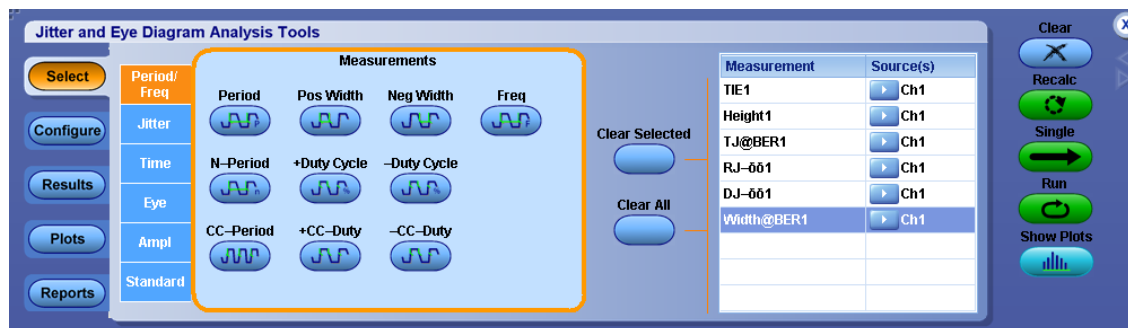 Jitter and Eye Diagram Analysis Tools
Clear
X
Select
Configure
Results
Plots
Reports
Period/
Freq
Jitter
Time
Eye
Ampl
Standard
Measurements
Period Pos Width Neg Width Freq
N–Period +Duty Cycle –Duty Cycle
CC–Period +CC–Duty –CC–Duty
Clear Selected
Clear All
Measurement Source(s)
TIE1 Ch1
Height1 Ch1
TJ@BER1 Ch1
RJ–δδ1 Ch1
DJ–δδ1 Ch1
Width@BER1 Ch1
Recalc
Single
Run
Show Plots